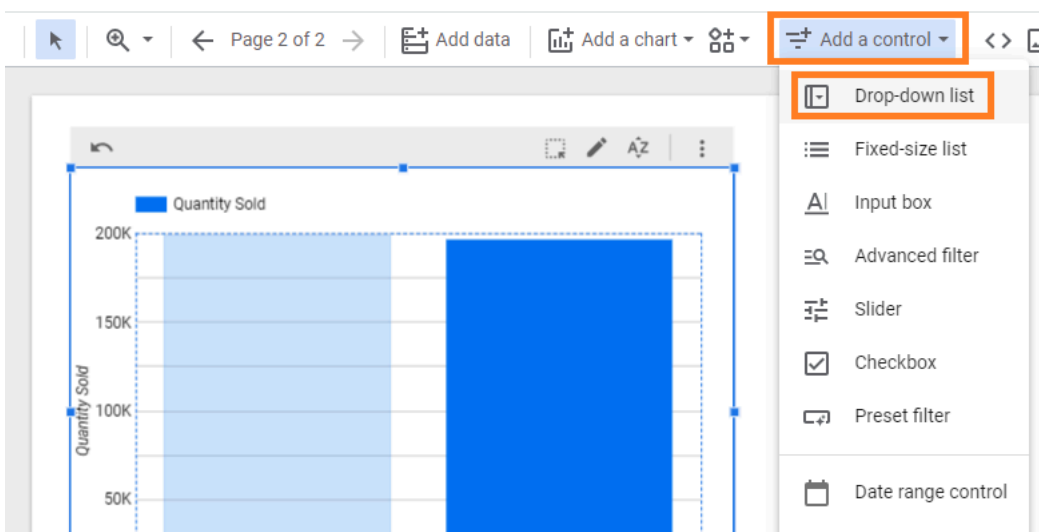 Page 2 of 2 Add data Add a chart Add a control
Drop-down list
Fixed-size list
Input box
Advanced filter
Slider
Checkbox
Preset filter
Date range control
AZ
Quantity Sold
200K
150K
100K
50K
Quantity Sold